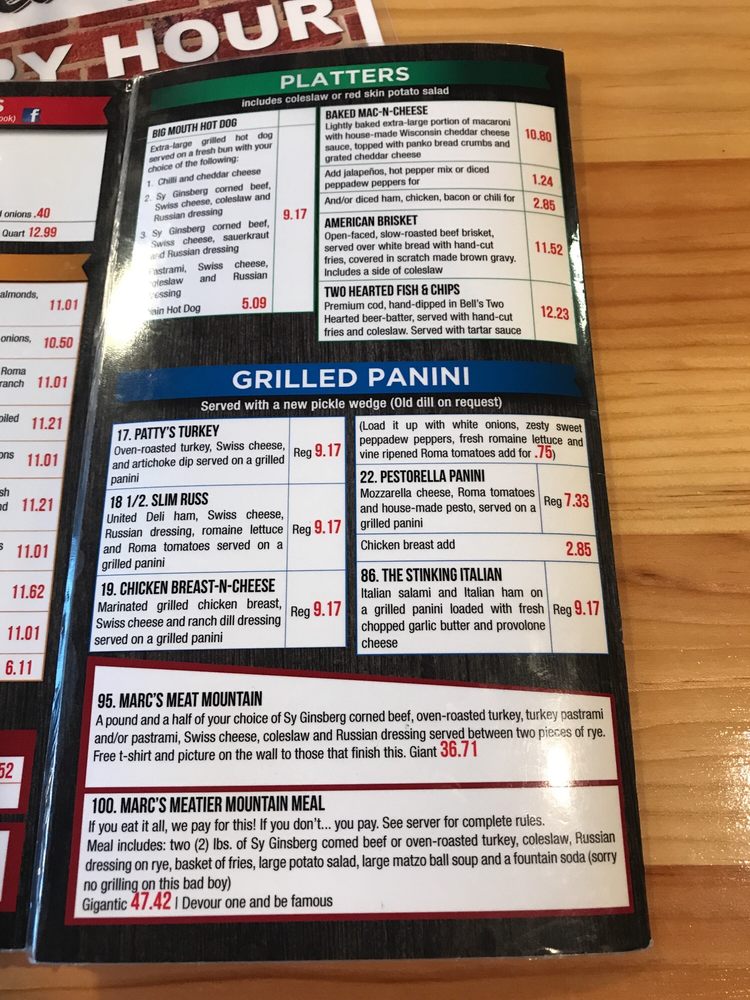 PY HOUR
S
ook) f
onions .40
Quart 12.99
almonds,
11.01
onions, 10.50
Roma
ranch 11.01
11.21
ons 11.01
sh
11.21
s 11.01
11.62
11.01
6.11
52
PLATTERS
includes coleslaw or red skin potato salad
BIG MOUTH HOT DOG
Extra-large grilled hot dog
served on a fresh bun with your
choice of the following:
1. Chilli and cheddar cheese
2. Sy Ginsberg corned beef,
Swiss cheese, coleslaw and
Russian dressing
9.17
3. Sy Ginsberg corned beef,
Swiss cheese, sauerkraut
and Russian dressing
astrami, Swiss cheese,
oleslaw and Russian
essing
ain Hot Dog 5.09
BAKED MAC-N-CHEESE
Lightly baked extra-large portion of macaroni
with house-made Wisconsin cheddar cheese
sauce, topped with panko bread crumbs and
grated cheddar cheese
10.80
Add jalapeños, hot pepper mix or diced
peppadew peppers for 1.24
And/or diced ham, chicken, bacon or chili for 2.85
AMERICAN BRISKET
Open-faced, slow-roasted beef brisket,
served over white bread with hand-cut
fries, covered in scratch made brown gravy.
Includes a side of coleslaw
11.52
TWO HEARTED FISH & CHIPS
Premium cod, hand-dipped in Bell's Two
Hearted beer-batter, served with hand-cut
fries and coleslaw. Served with tartar sauce
12.23
GRILLED PANINI
Served with a new pickle wedge (Old dill on request)
17. PATTY'S TURKEY
Oven-roasted turkey, Swiss cheese,
and artichoke dip served on a grilled
panini
Reg 9.17
18 1/2. SLIM RUSS
United Deli ham, Swiss cheese,
Russian dressing, romaine lettuce
and Roma tomatoes served on a
grilled panini
Reg 9.17
19. CHICKEN BREAST-N-CHEESE
Marinated grilled chicken breast,
Swiss cheese and ranch dill dressing
served on a grilled panini
Reg 9.17
(Load it up with white onions, zesty sweet
peppadew peppers, fresh romaine lettuce and
vine ripened Roma tomatoes add for .75)
22. PESTORELLA PANINI
Mozzarella cheese, Roma tomatoes
and house-made pesto, served on a
grilled panini
Reg 7.33
Chicken breast add 2.85
86. THE STINKING ITALIAN
Italian salami and Italian ham on
a grilled panini loaded with fresh
chopped garlic butter and provolone
cheese
Reg 9.17
95. MARC'S MEAT MOUNTAIN
A pound and a half of your choice of Sy Ginsberg corned beef, oven-roasted turkey, turkey pastrami
and/or pastrami, Swiss cheese, coleslaw and Russian dressing served between two pieces of rye.
Free t-shirt and picture on the wall to those that finish this. Giant 36.71
100. MARC'S MEATIER MOUNTAIN MEAL
If you eat it all, we pay for this! If you don't... you pay. See server for complete rules.
Meal includes: two (2) lbs. of Sy Ginsberg corned beef or oven-roasted turkey, coleslaw, Russian
dressing on rye, basket of fries, large potato salad, large matzo ball soup and a fountain soda (sorry
no grilling on this bad boy)
Gigantic 47.42 | Devour one and be famous